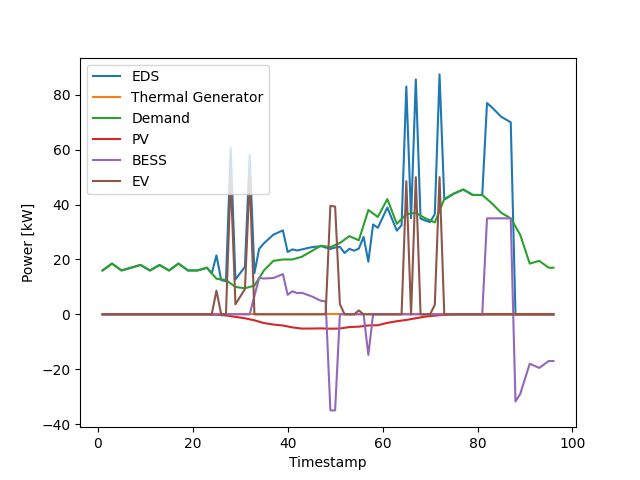 EDS
Thermal Generator
Demand
PV
BESS
EV
Power [kW]
80
60
40
20
0
−20
−40
0 20 40 60 80 100
Timestamp